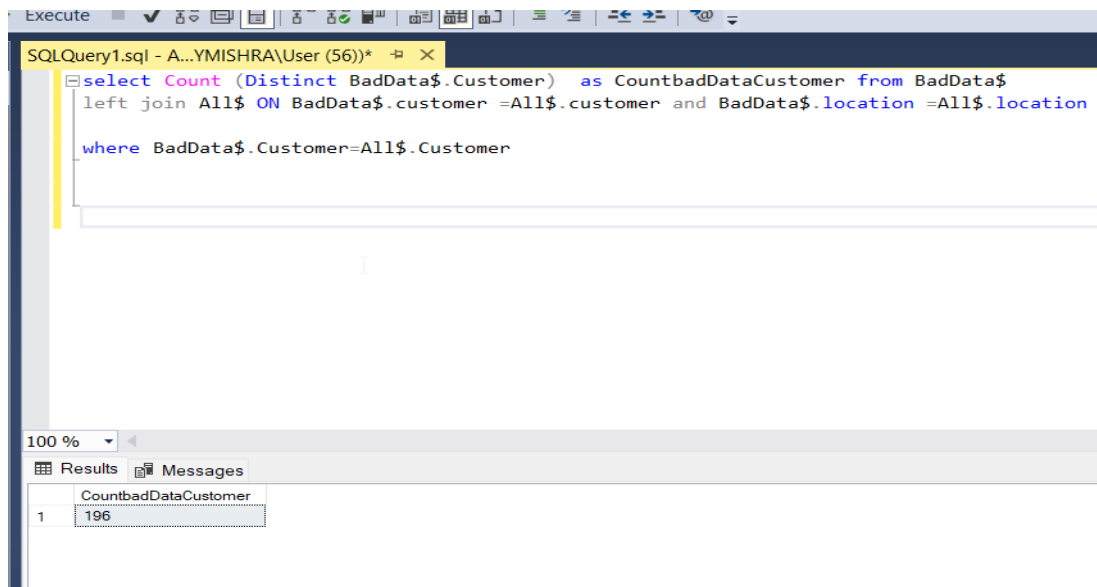 Execute
SQLQuery1.sql - A...YMISHRA\User (56))*
select Count (Distinct BadData$.Customer)  as CountbadDataCustomer from BadData$
left join All$ ON BadData$.customer =All$.customer and BadData$.location =All$.location
where BadData$.Customer=All$.Customer
100 %
Results Messages
CountbadDataCustomer
1 196